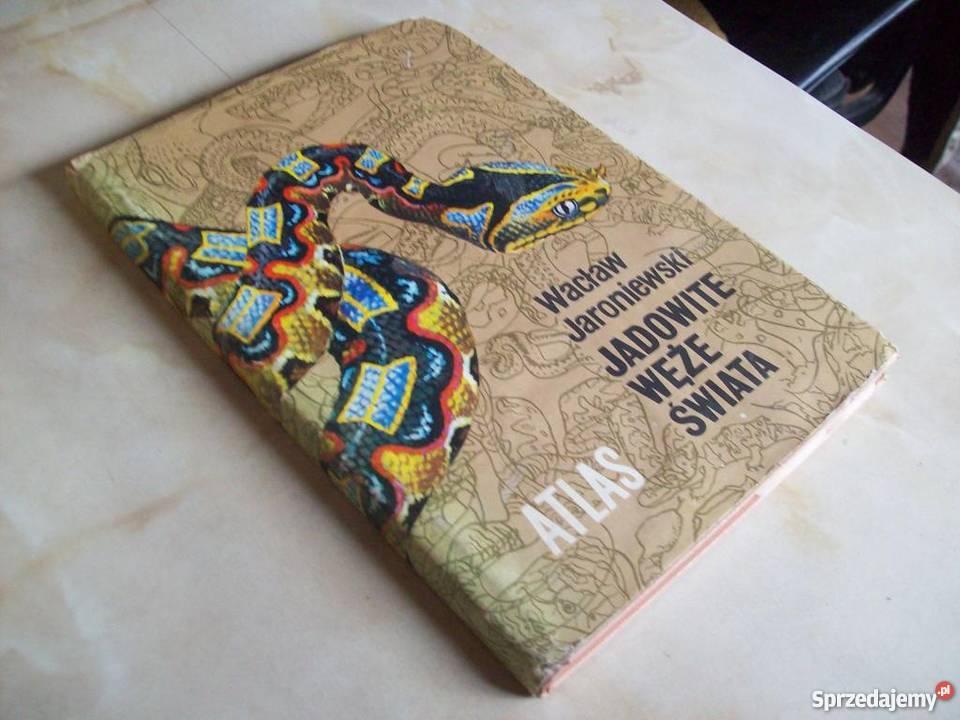 Wacław
Jaroniewski
JADOWITE
WĘŻE
ŚWIATA
ATLAS
Sprzedajemy.pl